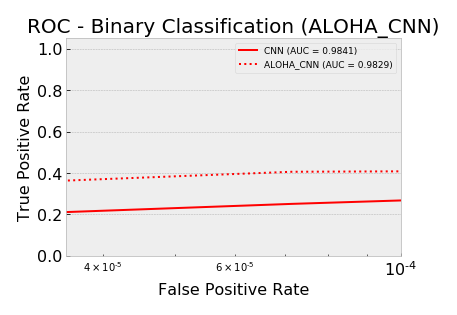 ROC - Binary Classification (ALOHA_CNN)
CNN (AUC = 0.9841)
ALOHA_CNN (AUC = 0.9829)
True Positive Rate
1.0
0.8
0.6
0.4
0.2
0.0
4 × 10⁻⁵
6 × 10⁻⁵
10⁻⁴
False Positive Rate